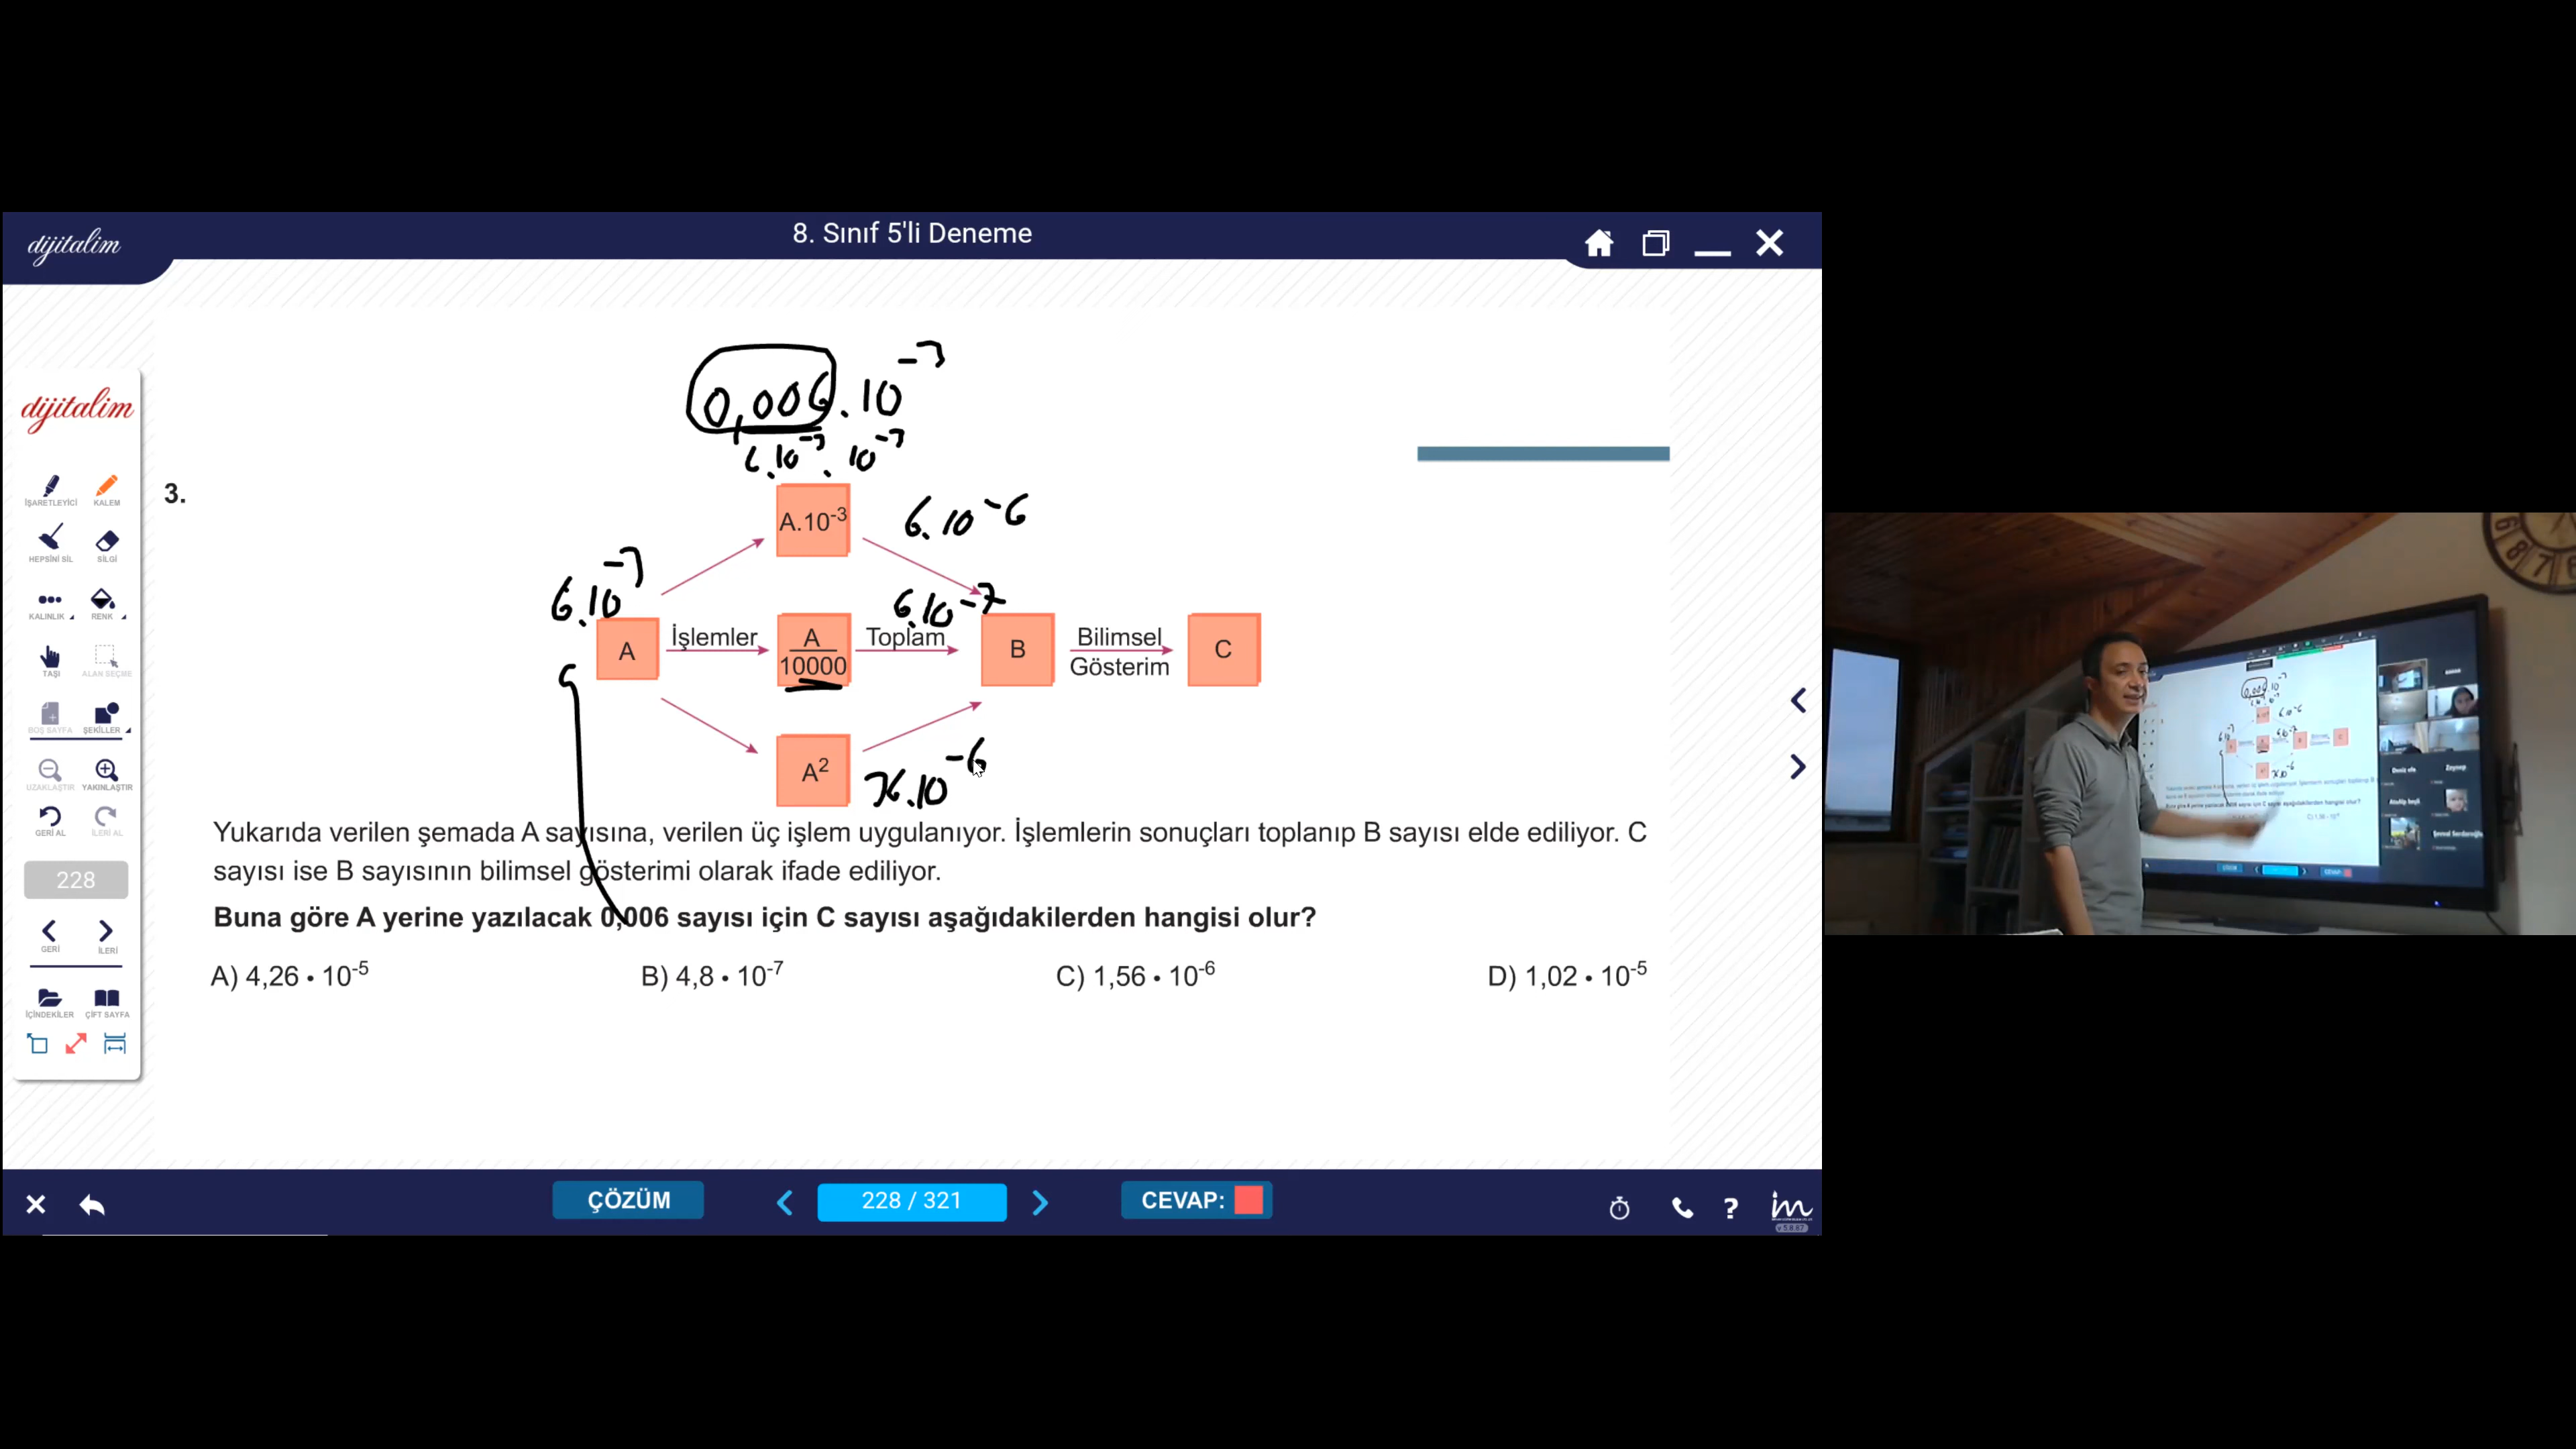 dijitalim
8. Sınıf 5'li Deneme
dijitalim
İŞARETLEYİCİ KALEM
HEPSİNİ SİL SİLGİ
KALINLIK RENK
TAŞI ALAN SEÇME
BOŞ SAYFA ŞEKİLLER
UZAKLAŞTIR YAKINLAŞTIR
GERİ AL İLERİ AL
228
GERİ İLERİ
İÇİNDEKİLER ÇİFT SAYFA
0,006.10⁻³
6.10⁻³.10⁻³
3.
A.10⁻³
6.10⁻⁶
6.10⁻³
6.10⁻⁷
A İşlemler A/10000 Toplam B Bilimsel Gösterim C
A²
36.10⁻⁶
Yukarıda verilen şemada A sayısına, verilen üç işlem uygulanıyor. İşlemlerin sonuçları toplanıp B sayısı elde ediliyor. C
sayısı ise B sayısının bilimsel gösterimi olarak ifade ediliyor.
Buna göre A yerine yazılacak 0,006 sayısı için C sayısı aşağıdakilerden hangisi olur?
A) 4,26 • 10⁻⁵ B) 4,8 • 10⁻⁷ C) 1,56 • 10⁻⁶ D) 1,02 • 10⁻⁵
ÇÖZÜM 228 / 321 CEVAP: ? im